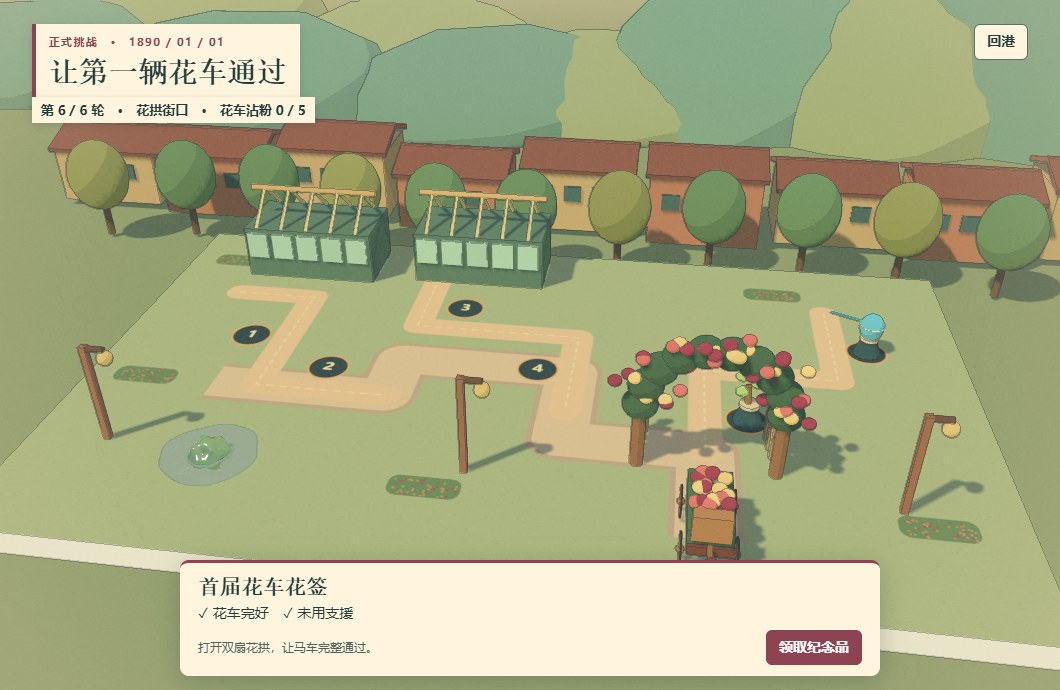 正式挑战 • 1890 / 01 / 01
回港
让第一辆花车通过
第 6 / 6 轮 • 花拱街口 • 花车沾粉 0 / 5
3
1
2
4
首届花车花签
✓ 花车完好 ✓ 未用支援
打开双扇花拱，让马车完整通过。
领取纪念品